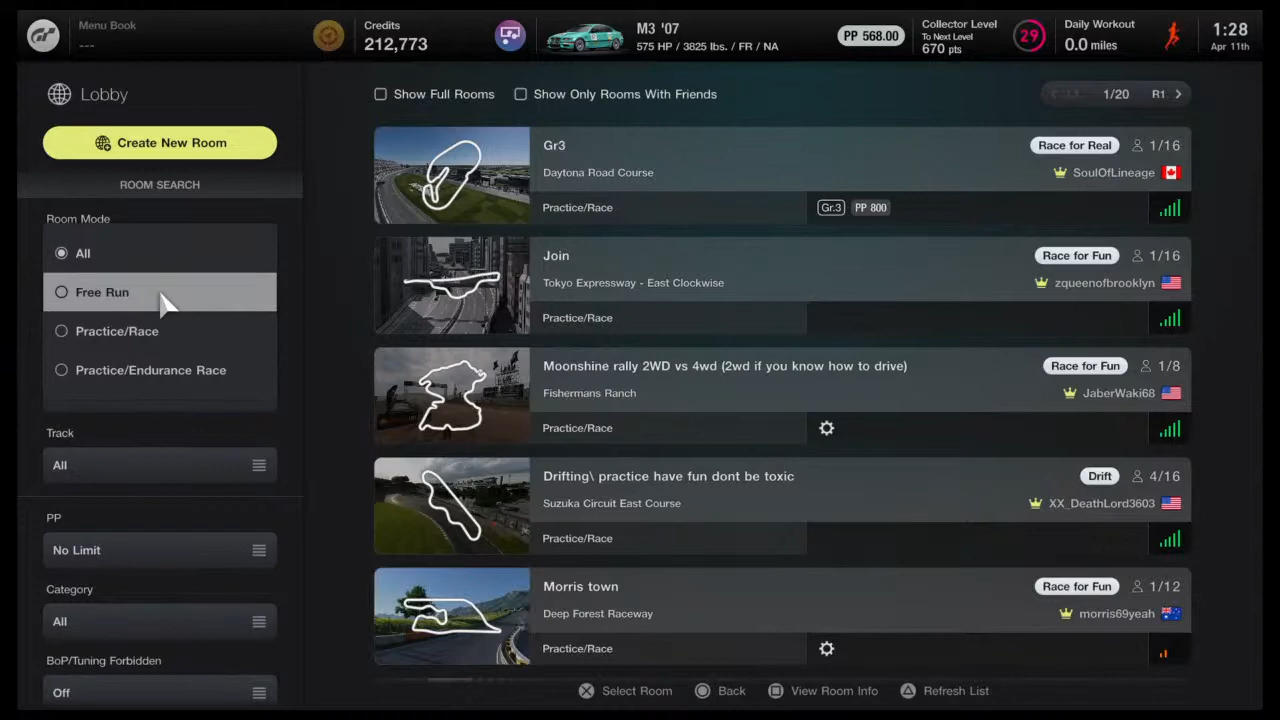 Menu Book
---
Credits
212,773
M3 '07
575 HP / 3825 lbs. / FR / NA
PP 568.00
Collector Level
To Next Level
670 pts
29
Daily Workout
0.0 miles
1:28
Apr 11th
Lobby
Create New Room
ROOM SEARCH
Room Mode
All
Free Run
Practice/Race
Practice/Endurance Race
Track
All
PP
No Limit
Category
All
BoP/Tuning Forbidden
Off
Show Full Rooms
Show Only Rooms With Friends
1/20
R1
Gr3
Race for Real
1/16
Daytona Road Course
SoulOfLineage
Practice/Race
Gr.3
PP 800
Join
Race for Fun
1/16
Tokyo Expressway - East Clockwise
zqueenofbrooklyn
Practice/Race
Moonshine rally 2WD vs 4wd (2wd if you know how to drive)
Race for Fun
1/8
Fishermans Ranch
JaberWaki68
Practice/Race
Drifting\ practice have fun dont be toxic
Drift
4/16
Suzuka Circuit East Course
XX_DeathLord3603
Practice/Race
Morris town
Race for Fun
1/12
Deep Forest Raceway
morris69yeah
Practice/Race
Select Room
Back
View Room Info
Refresh List